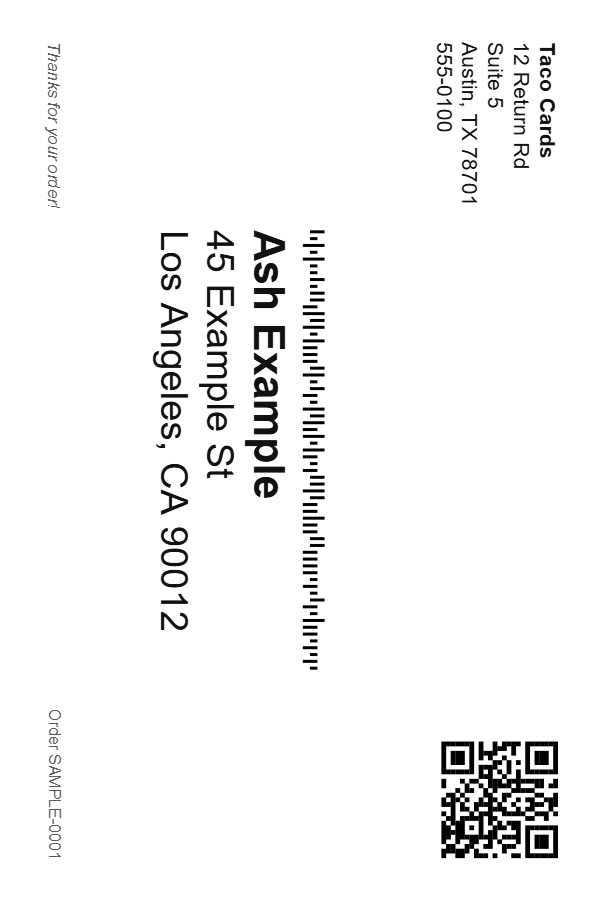 Taco Cards
12 Return Rd
Suite 5
Austin, TX 78701
555-0100
Ash Example
45 Example St
Los Angeles, CA 90012
Thanks for your order!
Order SAMPLE-0001